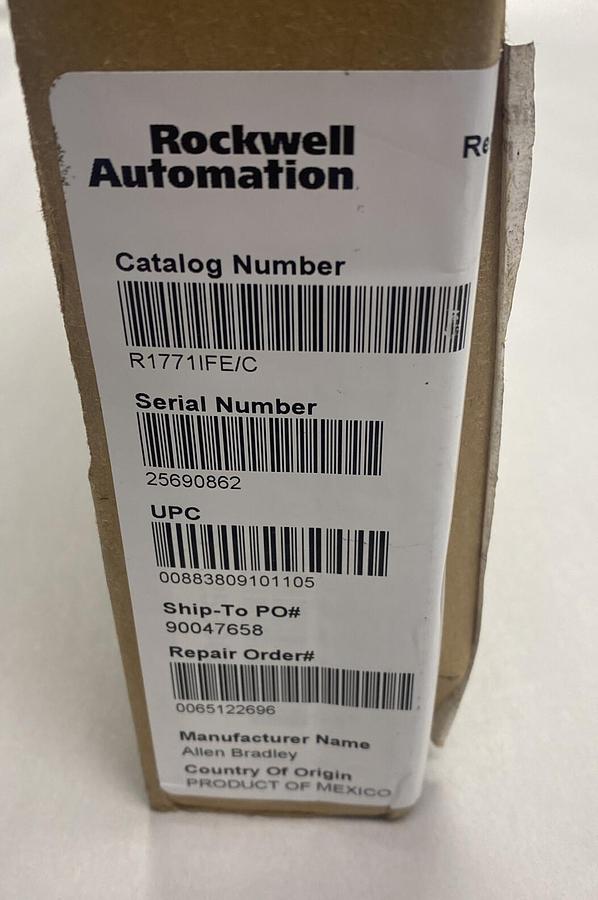 Rockwell
Automation
Re
Catalog Number
R1771IFE/C
Serial Number
25690862
UPC
00883809101105
Ship-To PO#
90047658
Repair Order#
0065122696
Manufacturer Name
Allen Bradley
Country Of Origin
PRODUCT OF MEXICO